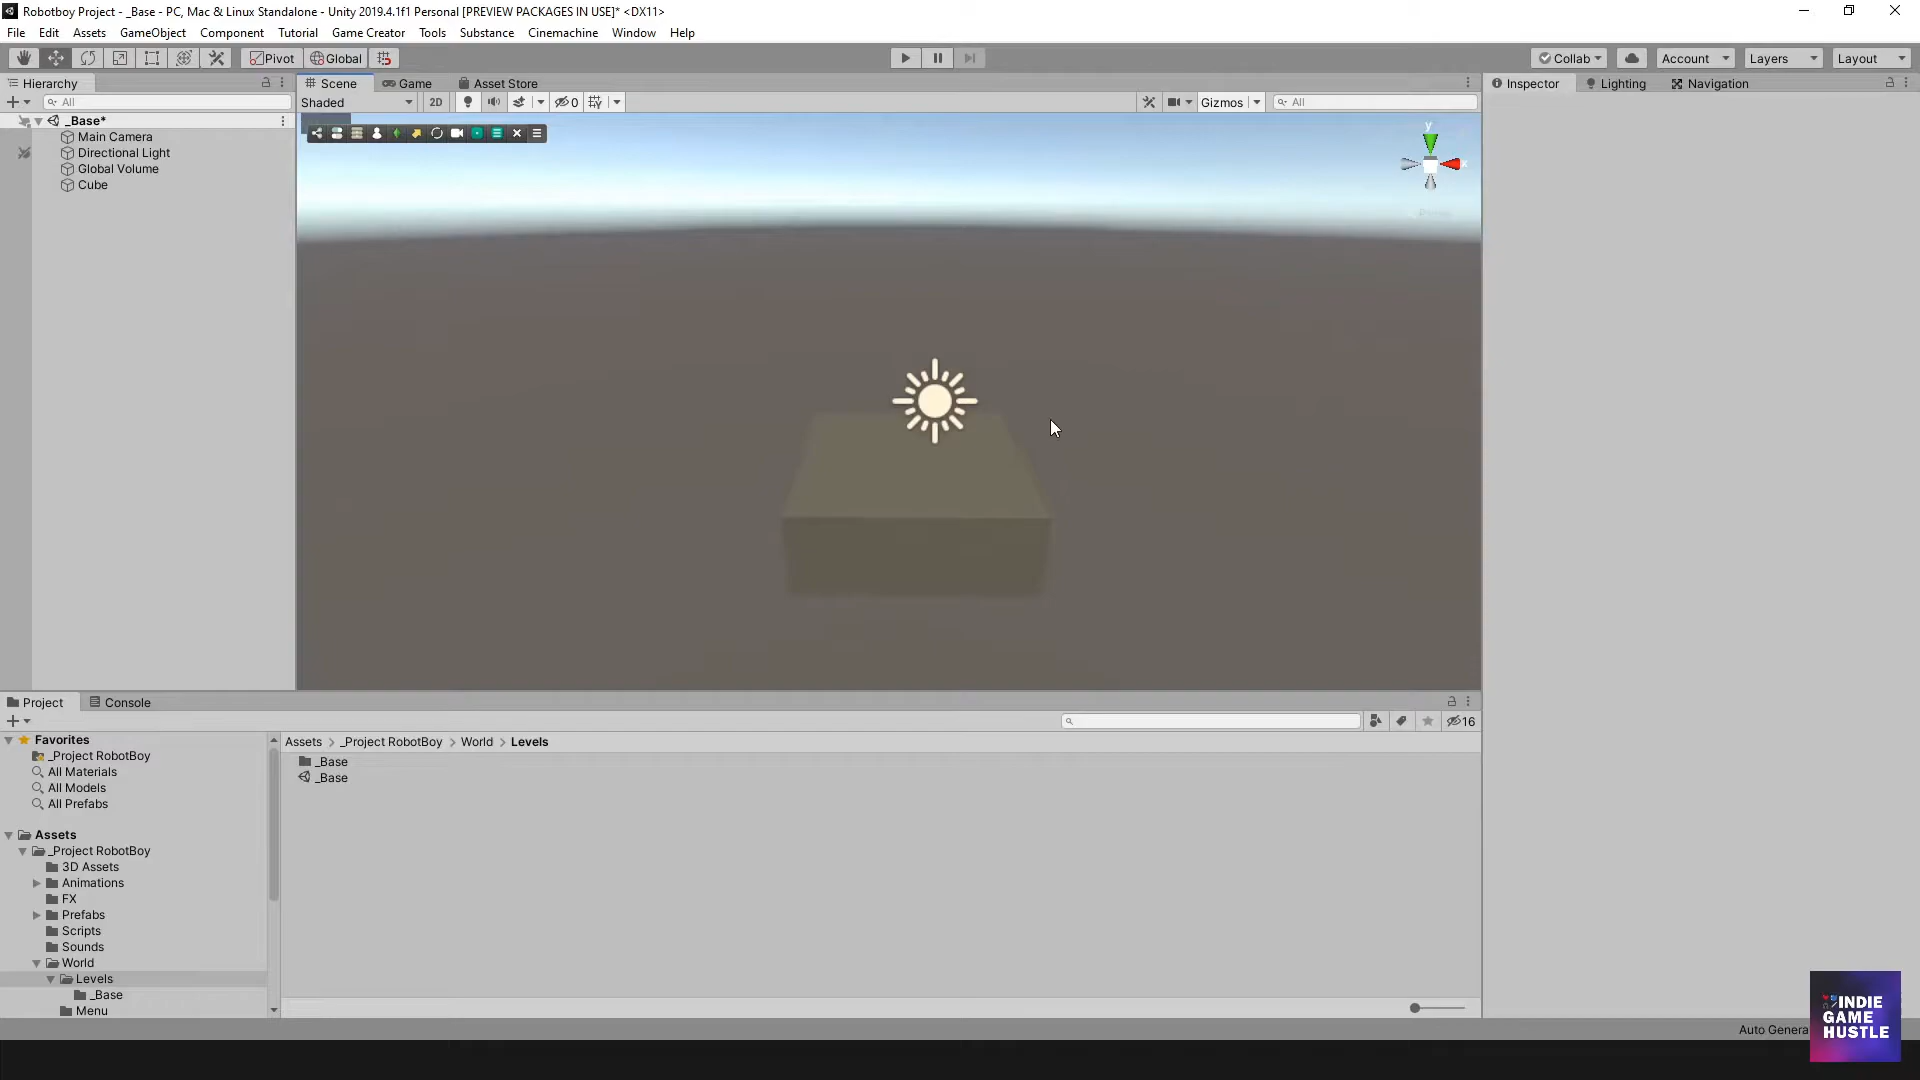 Robotboy Project - _Base - PC, Mac & Linux Standalone - Unity 2019.4.1f1 Personal [PREVIEW PACKAGES IN USE]* <DX11>
File Edit Assets GameObject Component Tutorial Game Creator Tools Substance Cinemachine Window Help
Pivot Global Collab Account Layers Layout
Hierarchy Scene Game Asset Store Inspector Lighting Navigation
All Shaded 2D 0 Gizmos All
_Base*
Main Camera
Directional Light
Global Volume
Cube
y
x
Persp
Project Console
16
Favorites
_Project RobotBoy
All Materials
All Models
All Prefabs
Assets
_Project RobotBoy
3D Assets
Animations
FX
Prefabs
Scripts
Sounds
World
Levels
_Base
Menu
Assets > _Project RobotBoy > World > Levels
_Base
_Base
Auto Genera
INDIE
GAME
HUSTLE